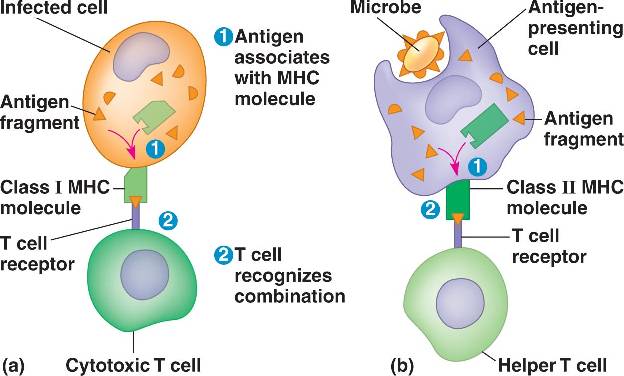 Infected cell
1 Antigen
associates
with MHC
molecule
Antigen
fragment
1
Class I MHC
molecule
2
T cell
receptor
2 T cell
recognizes
combination
(a)
Cytotoxic T cell
Microbe
Antigen-
presenting
cell
Antigen
fragment
1
Class II MHC
molecule
2
T cell
receptor
(b)
Helper T cell